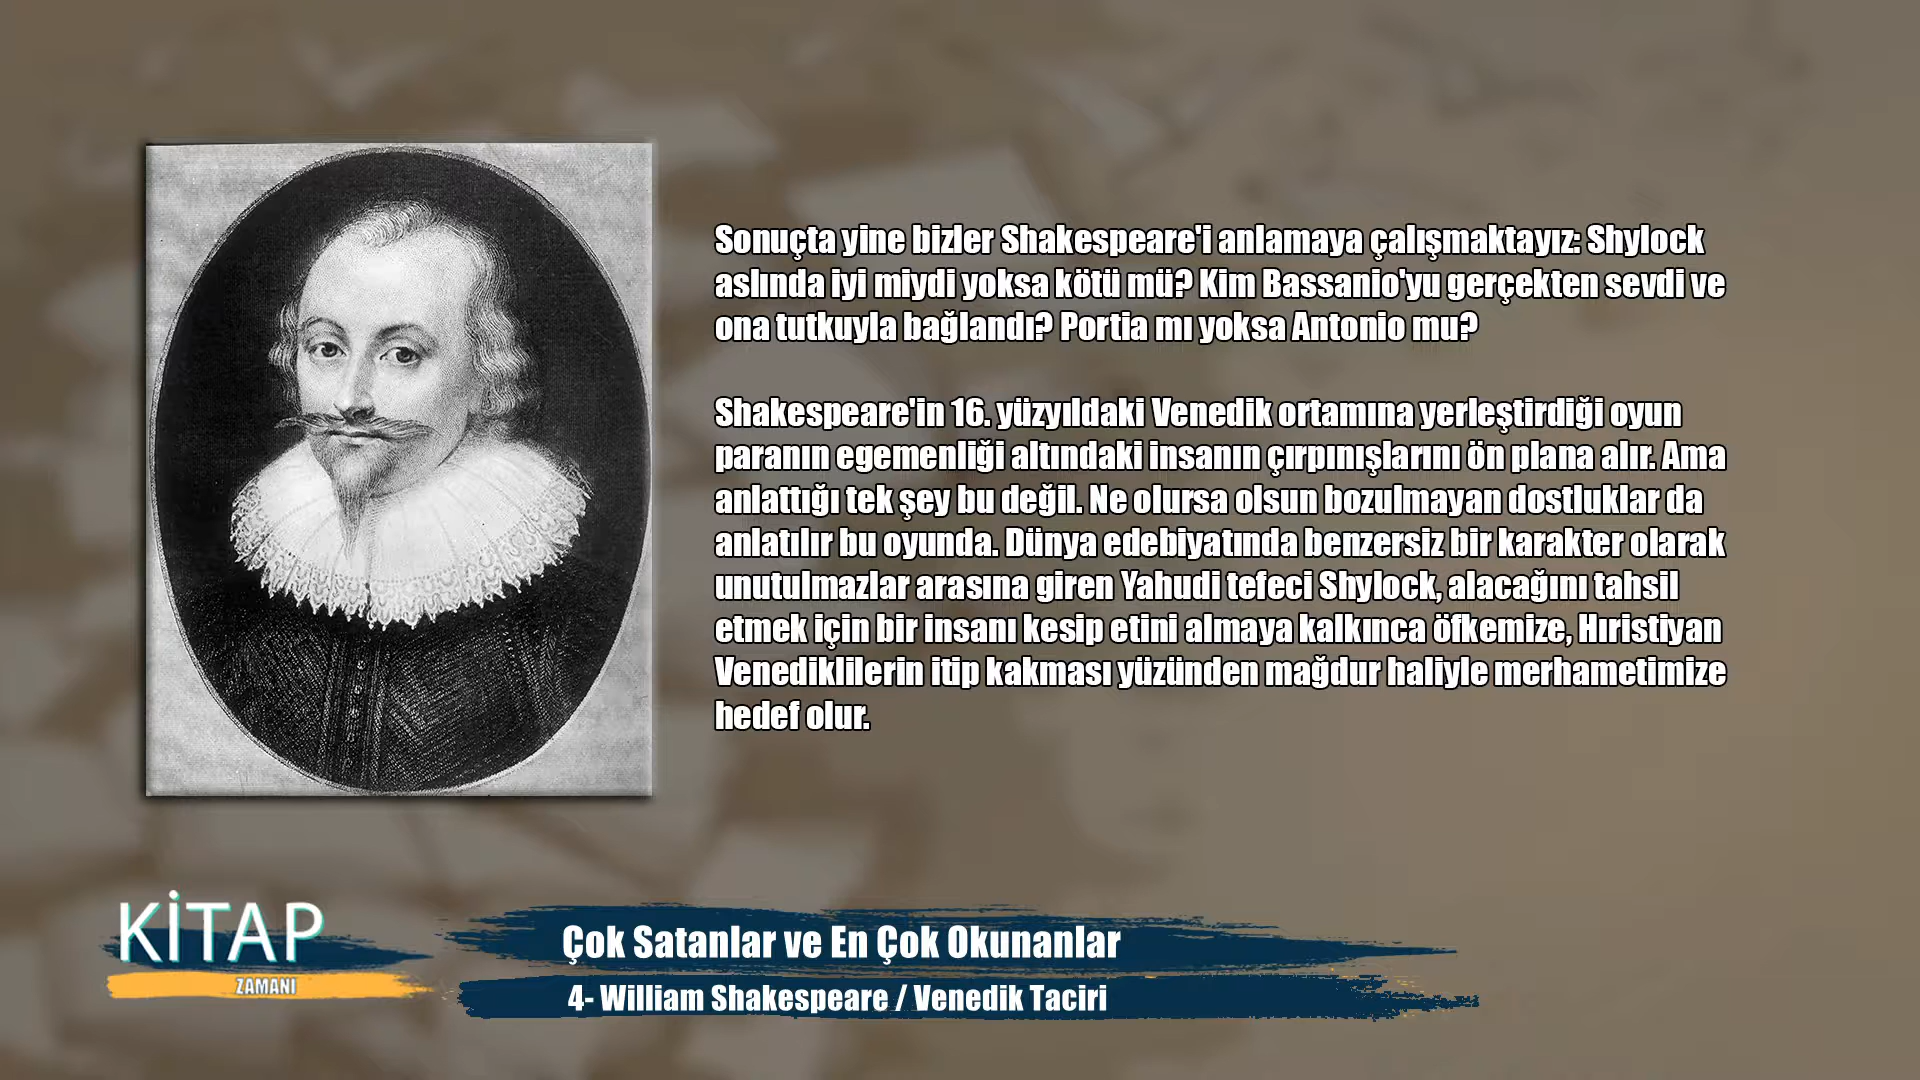 Sonuçta yine bizler Shakespeare'i anlamaya çalışmaktayız: Shylock
aslında iyi miydi yoksa kötü mü? Kim Bassanio'yu gerçekten sevdi ve
ona tutkuyla bağlandı? Portia mı yoksa Antonio mu?
Shakespeare'in 16. yüzyıldaki Venedik ortamına yerleştirdiği oyun
paranın egemenliği altındaki insanın çırpınışlarını ön plana alır. Ama
anlattığı tek şey bu değil. Ne olursa olsun bozulmayan dostluklar da
anlatılır bu oyunda. Dünya edebiyatında benzersiz bir karakter olarak
unutulmazlar arasına giren Yahudi tefeci Shylock, alacağını tahsil
etmek için bir insanı kesip etini almaya kalkınca öfkemize, Hıristiyan
Venediklilerin itip kakması yüzünden mağdur haliyle merhametimize
hedef olur.
KİTAP
ZAMANI
Çok Satanlar ve En Çok Okunanlar
4- William Shakespeare / Venedik Taciri